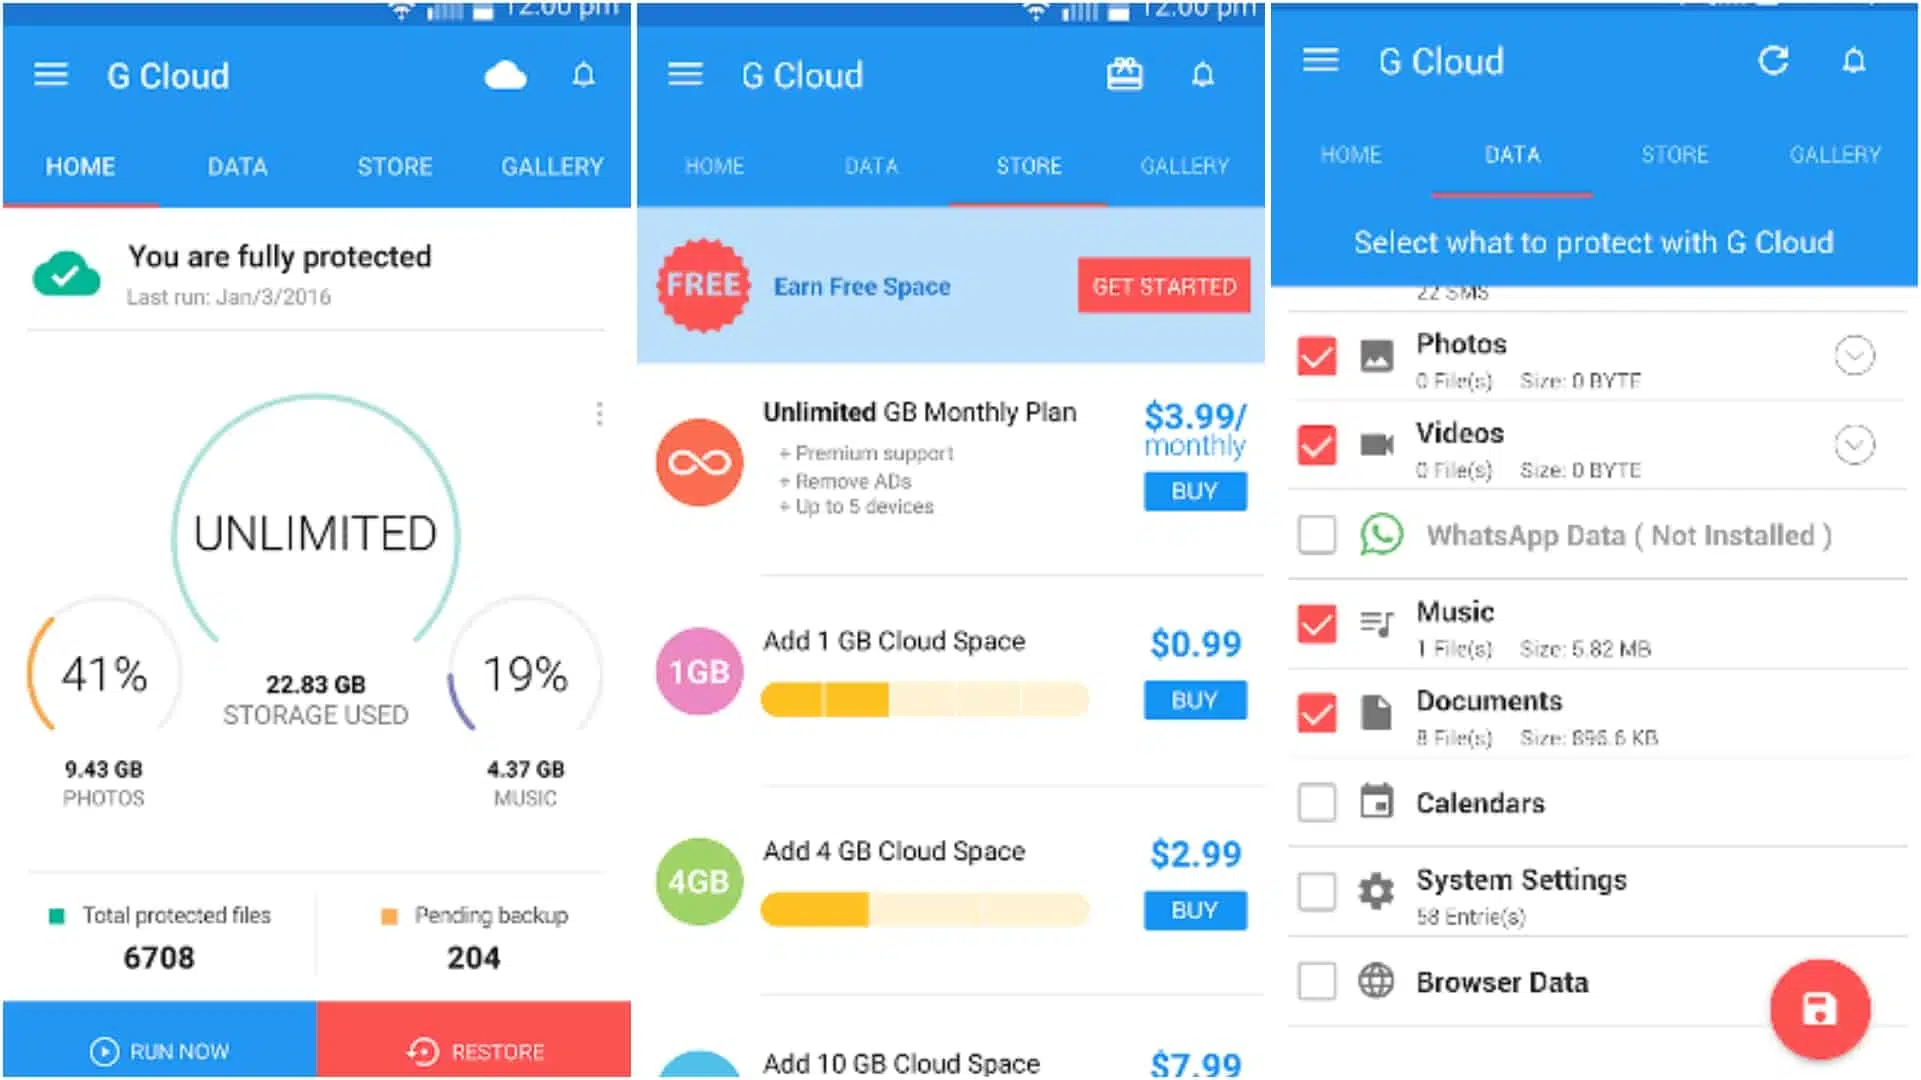 12:00 pm
G Cloud
HOME DATA STORE GALLERY
You are fully protected
Last run: Jan/3/2016
UNLIMITED
41%
22.83 GB
STORAGE USED
19%
9.43 GB
PHOTOS
4.37 GB
MUSIC
Total protected files
6708
Pending backup
204
RUN NOW
RESTORE
12:00 pm
G Cloud
HOME DATA STORE GALLERY
FREE
Earn Free Space
GET STARTED
Unlimited GB Monthly Plan
+ Premium support
+ Remove ADs
+ Up to 5 devices
$3.99/
monthly
BUY
1GB
Add 1 GB Cloud Space
$0.99
BUY
4GB
Add 4 GB Cloud Space
$2.99
BUY
Add 10 GB Cloud Space
$7.99
G Cloud
HOME DATA STORE GALLERY
Select what to protect with G Cloud
22 SMS
Photos
0 File(s) Size: 0 BYTE
Videos
0 File(s) Size: 0 BYTE
WhatsApp Data ( Not Installed )
Music
1 File(s) Size: 5.82 MB
Documents
8 File(s) Size: 896.6 KB
Calendars
System Settings
58 Entrie(s)
Browser Data